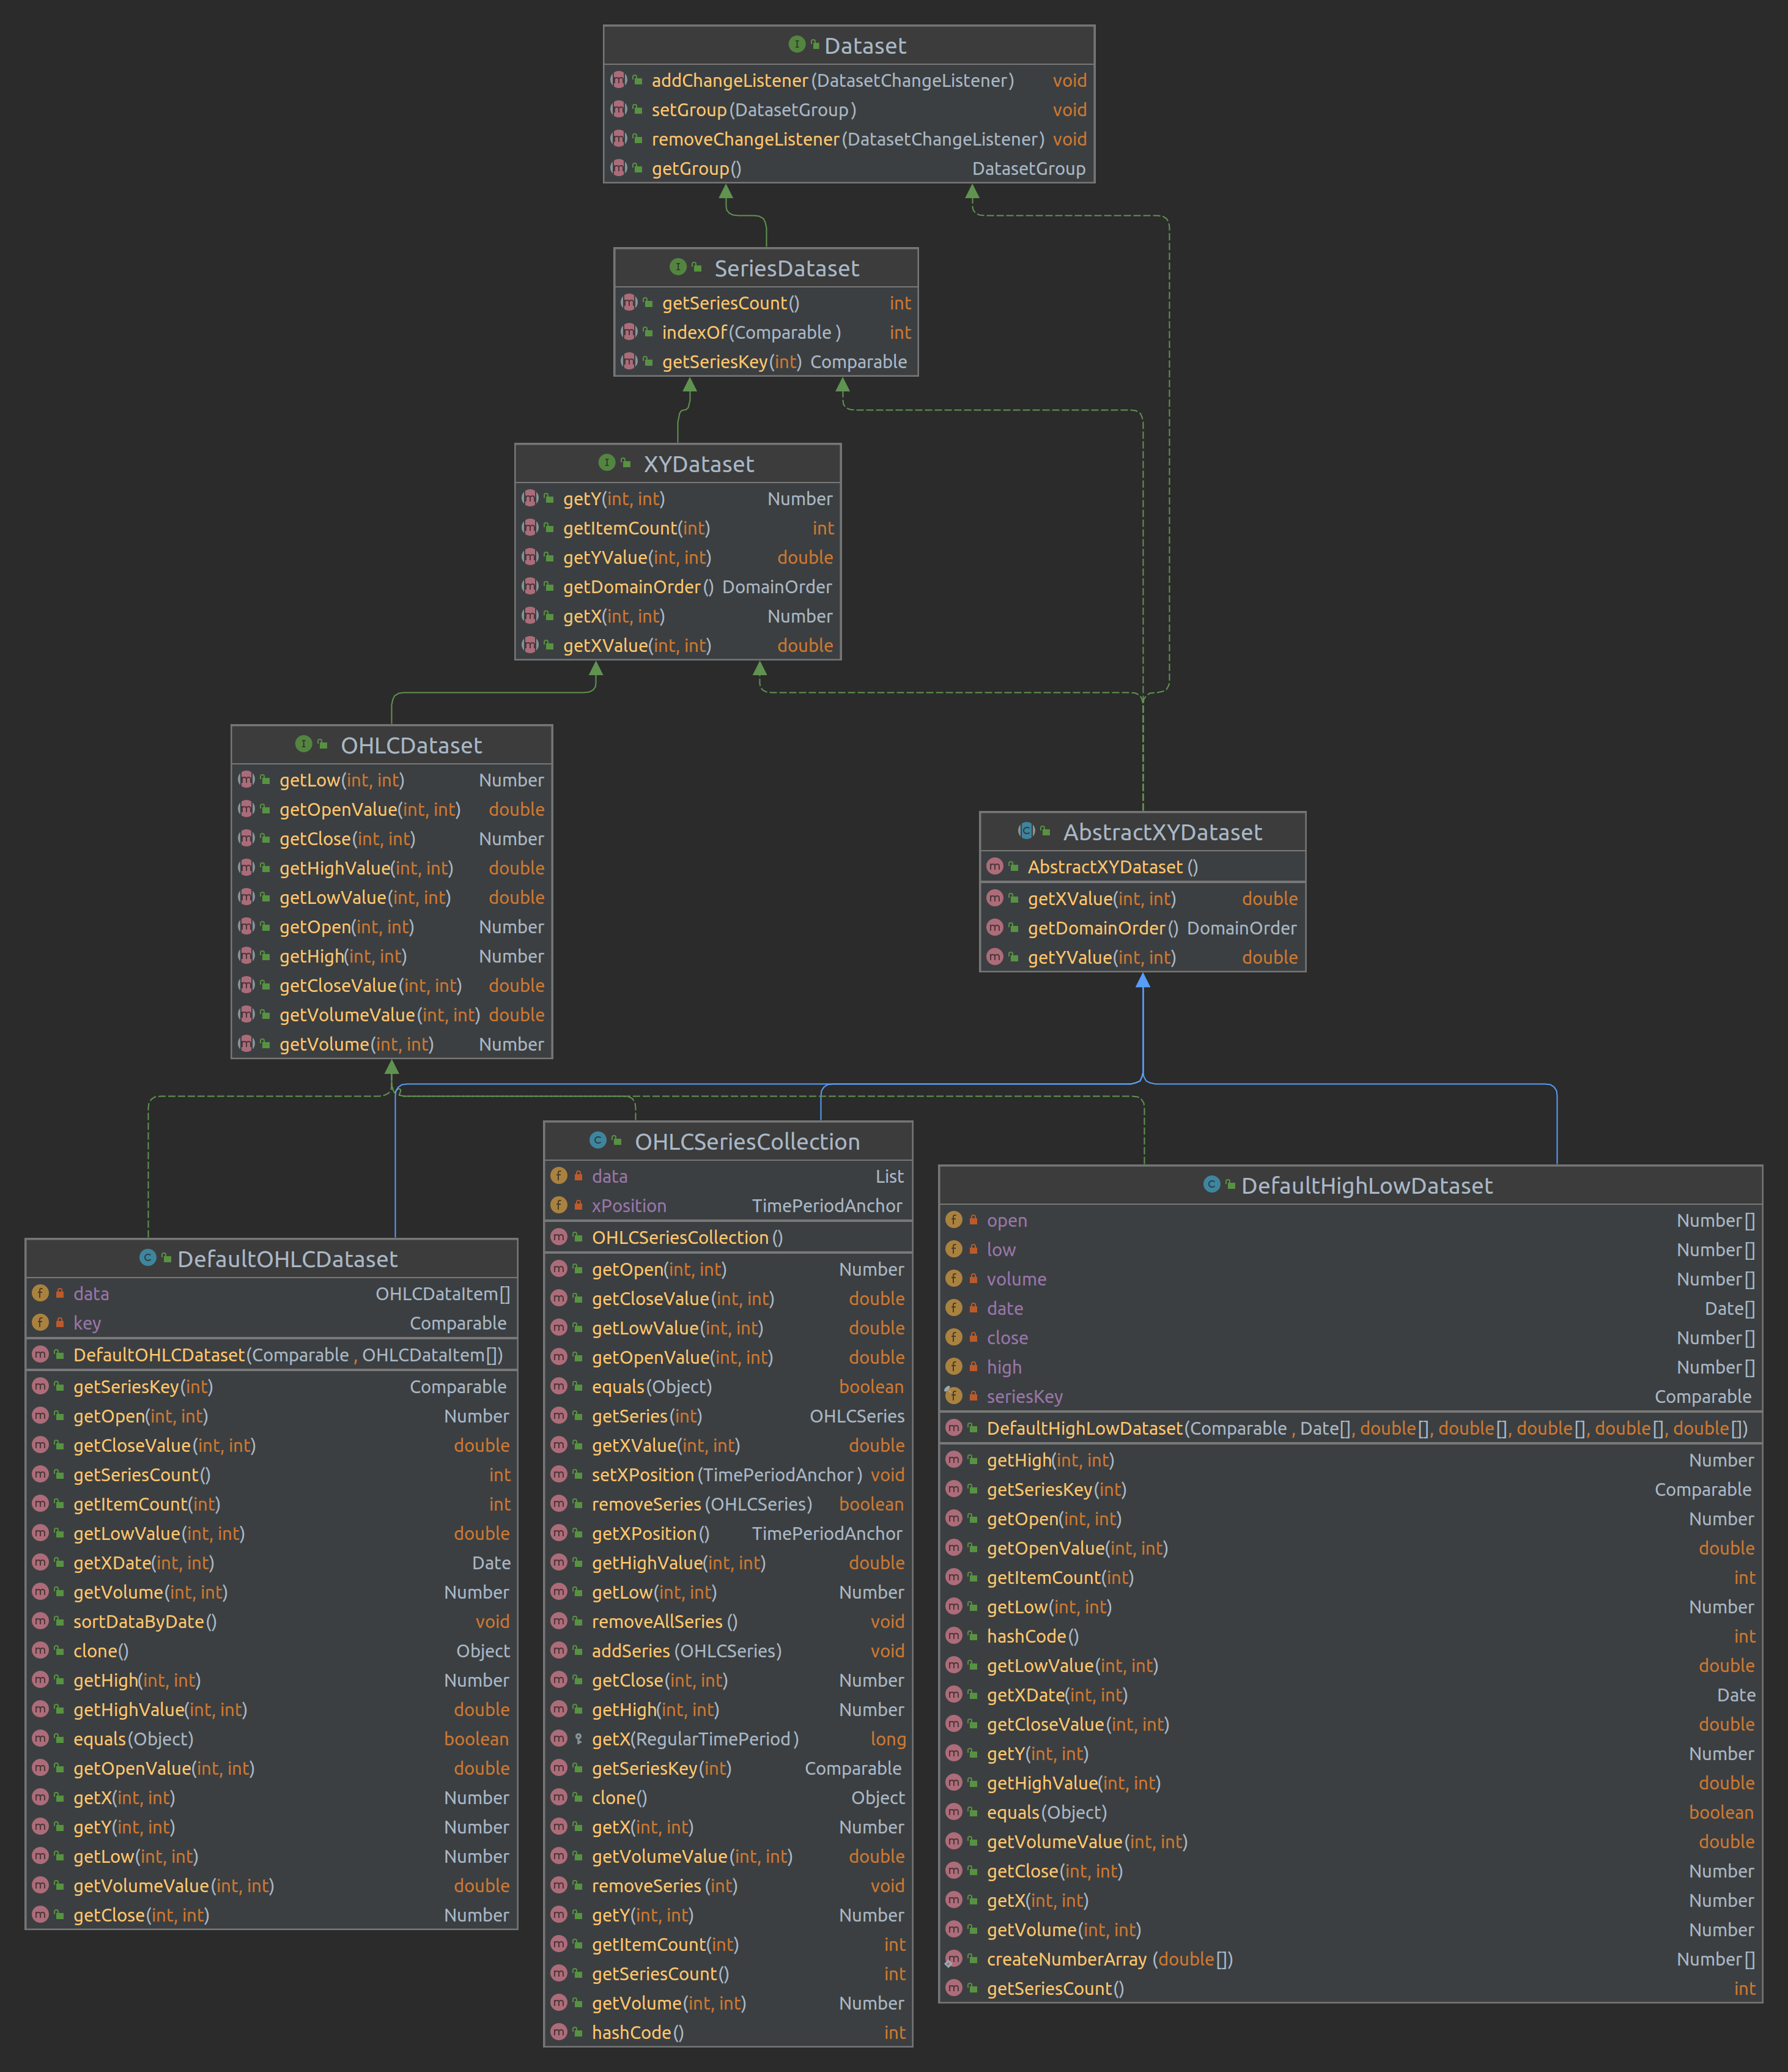 Dataset
addChangeListener(DatasetChangeListener) void
setGroup(DatasetGroup) void
removeChangeListener(DatasetChangeListener) void
getGroup() DatasetGroup
SeriesDataset
getSeriesCount() int
indexOf(Comparable) int
getSeriesKey(int) Comparable
XYDataset
getY(int, int) Number
getItemCount(int) int
getYValue(int, int) double
getDomainOrder() DomainOrder
getX(int, int) Number
getXValue(int, int) double
OHLCDataset
getLow(int, int) Number
getOpenValue(int, int) double
getClose(int, int) Number
getHighValue(int, int) double
getLowValue(int, int) double
getOpen(int, int) Number
getHigh(int, int) Number
getCloseValue(int, int) double
getVolumeValue(int, int) double
getVolume(int, int) Number
AbstractXYDataset
AbstractXYDataset()
getXValue(int, int) double
getDomainOrder() DomainOrder
getYValue(int, int) double
DefaultOHLCDataset
data OHLCDataItem[]
key Comparable
DefaultOHLCDataset(Comparable, OHLCDataItem[])
getSeriesKey(int) Comparable
getOpen(int, int) Number
getCloseValue(int, int) double
getSeriesCount() int
getItemCount(int) int
getLowValue(int, int) double
getXDate(int, int) Date
getVolume(int, int) Number
sortDataByDate() void
clone() Object
getHigh(int, int) Number
getHighValue(int, int) double
equals(Object) boolean
getOpenValue(int, int) double
getX(int, int) Number
getY(int, int) Number
getLow(int, int) Number
getVolumeValue(int, int) double
getClose(int, int) Number
OHLCSeriesCollection
data List
xPosition TimePeriodAnchor
OHLCSeriesCollection()
getOpen(int, int) Number
getCloseValue(int, int) double
getLowValue(int, int) double
getOpenValue(int, int) double
equals(Object) boolean
getSeries(int) OHLCSeries
getXValue(int, int) double
setXPosition(TimePeriodAnchor) void
removeSeries(OHLCSeries) boolean
getXPosition() TimePeriodAnchor
getHighValue(int, int) double
getLow(int, int) Number
removeAllSeries() void
addSeries(OHLCSeries) void
getClose(int, int) Number
getHigh(int, int) Number
getX(RegularTimePeriod) long
getSeriesKey(int) Comparable
clone() Object
getX(int, int) Number
getVolumeValue(int, int) double
removeSeries(int) void
getY(int, int) Number
getItemCount(int) int
getSeriesCount() int
getVolume(int, int) Number
hashCode() int
DefaultHighLowDataset
open Number[]
low Number[]
volume Number[]
date Date[]
close Number[]
high Number[]
seriesKey Comparable
DefaultHighLowDataset(Comparable, Date[], double[], double[], double[], double[], double[])
getHigh(int, int) Number
getSeriesKey(int) Comparable
getOpen(int, int) Number
getOpenValue(int, int) double
getItemCount(int) int
getLow(int, int) Number
hashCode() int
getLowValue(int, int) double
getXDate(int, int) Date
getCloseValue(int, int) double
getY(int, int) Number
getHighValue(int, int) double
equals(Object) boolean
getVolumeValue(int, int) double
getClose(int, int) Number
getX(int, int) Number
getVolume(int, int) Number
createNumberArray(double[]) Number[]
getSeriesCount() int